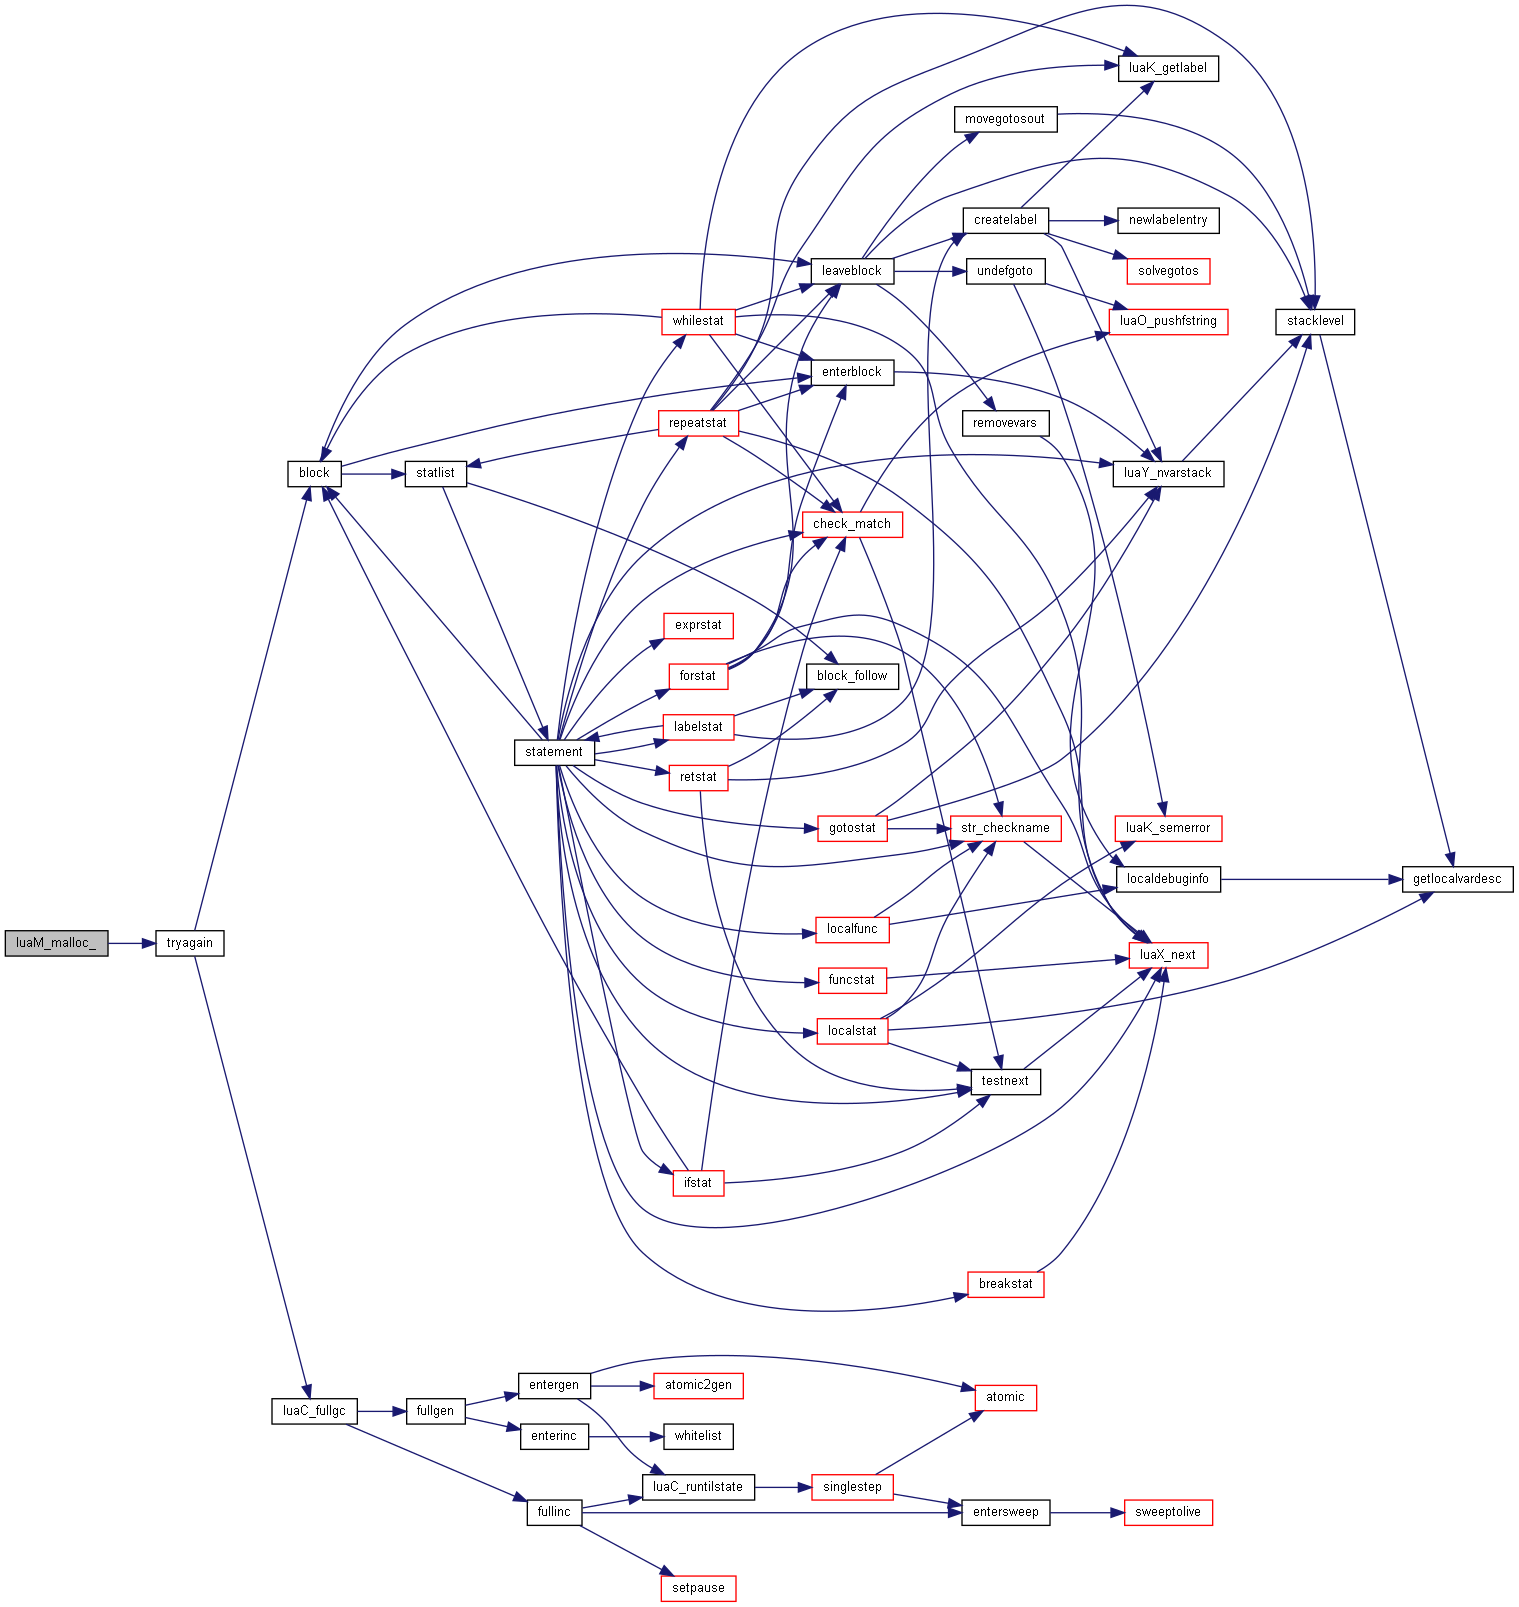 luaK_getlabel
movegotosout
createlabel
newlabelentry
leaveblock
undefgoto
solvegotos
whilestat
luaO_pushfstring
stacklevel
enterblock
repeatstat
removevars
block
statlist
luaY_nvarstack
check_match
exprstat
forstat
block_follow
labelstat
statement
retstat
gotostat
str_checkname
luaK_semerror
localdebuginfo
getlocalvardesc
luaM_malloc_
tryagain
localfunc
luaX_next
funcstat
localstat
testnext
ifstat
breakstat
entergen
atomic2gen
atomic
luaC_fullgc
fullgen
enterinc
whitelist
luaC_runtilstate
singlestep
fullinc
entersweep
sweeptolive
setpause